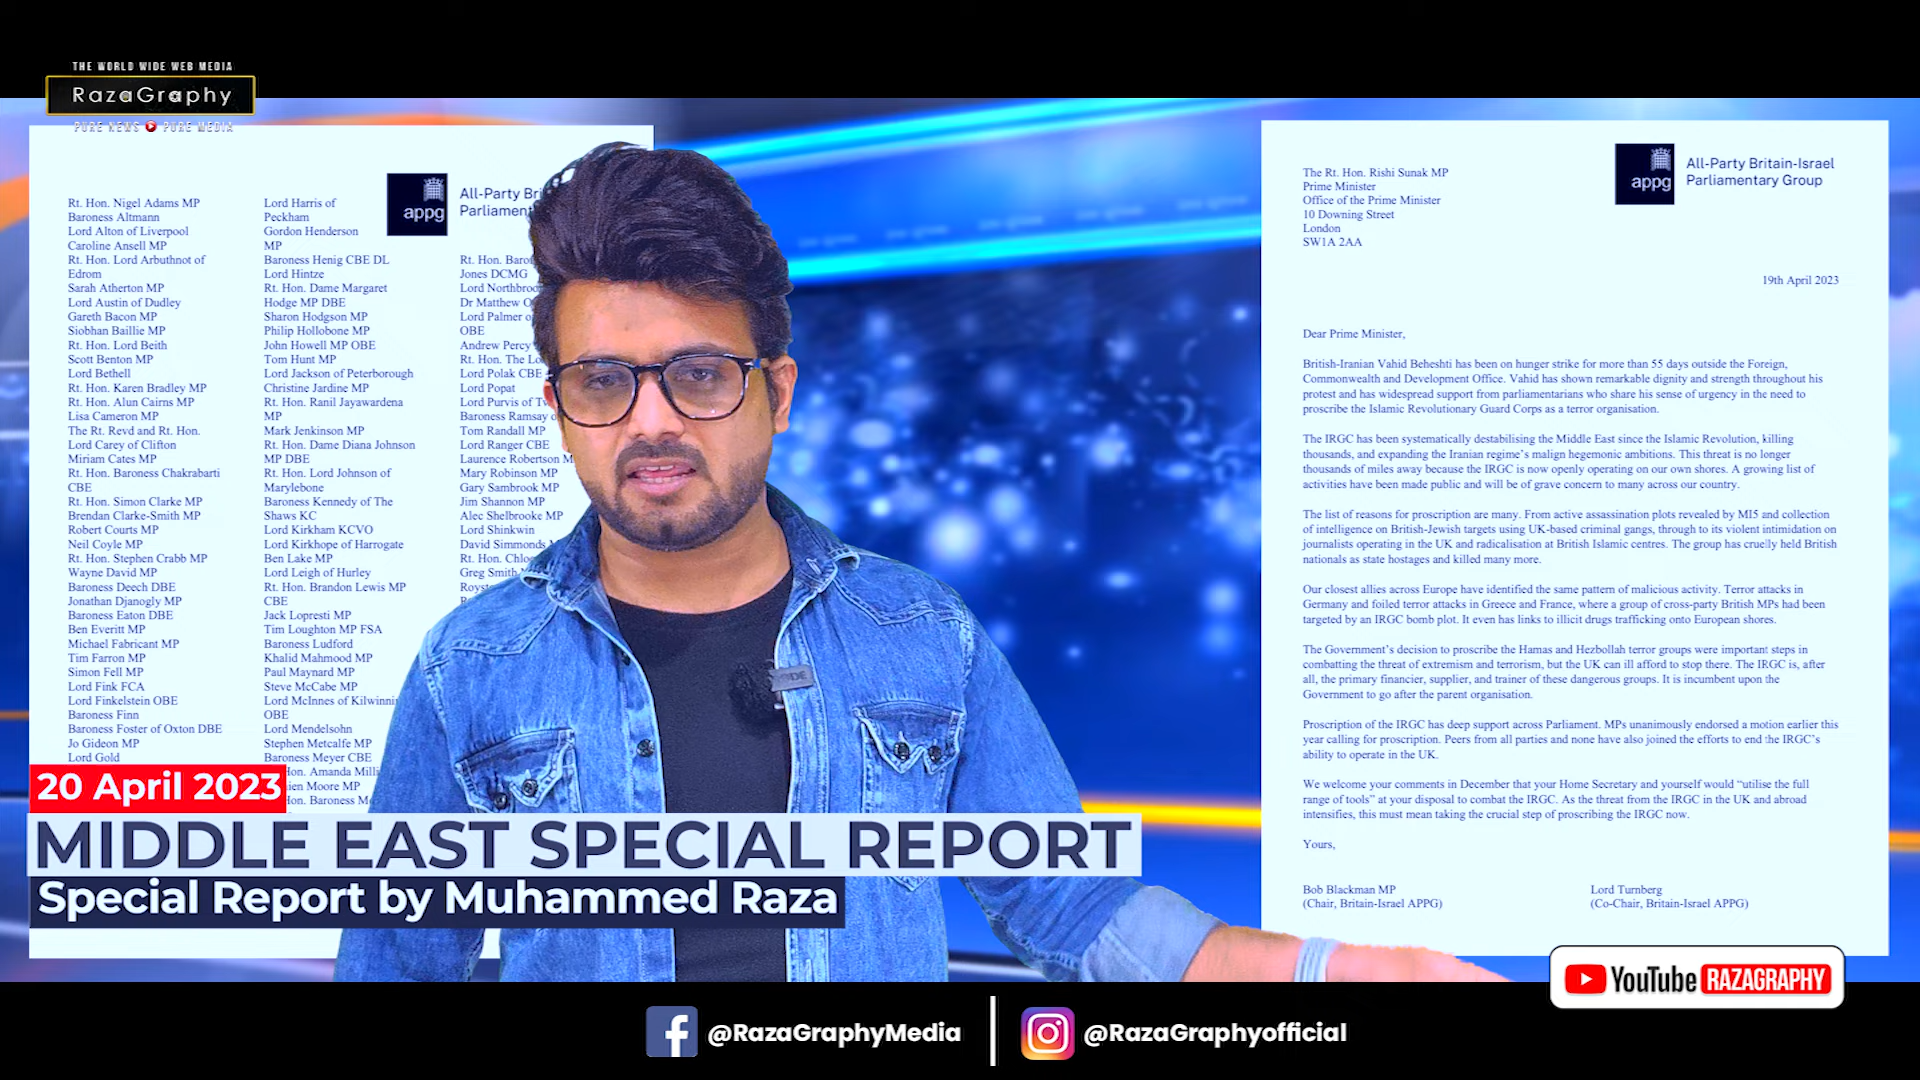 THE WORLD WIDE WEB MEDIA
RazaGraphy
PURE NEWS PURE MEDIA
Rt. Hon. Nigel Adams MP
Baroness Altmann
Lord Alton of Liverpool
Caroline Ansell MP
Rt. Hon. Lord Arbuthnot of
Edrom
Sarah Atherton MP
Lord Austin of Dudley
Gareth Bacon MP
Siobhan Baillie MP
Rt. Hon. Lord Beith
Scott Benton MP
Lord Bethell
Rt. Hon. Karen Bradley MP
Rt. Hon. Alun Cairns MP
Lisa Cameron MP
The Rt. Revd and Rt. Hon.
Lord Carey of Clifton
Miriam Cates MP
Rt. Hon. Baroness Chakrabarti
CBE
Rt. Hon. Simon Clarke MP
Brendan Clarke-Smith MP
Robert Courts MP
Neil Coyle MP
Rt. Hon. Stephen Crabb MP
Wayne David MP
Baroness Deech DBE
Jonathan Djanogly MP
Baroness Eaton DBE
Ben Everitt MP
Michael Fabricant MP
Tim Farron MP
Simon Fell MP
Lord Fink FCA
Lord Finkelstein OBE
Baroness Finn
Baroness Foster of Oxton DBE
Jo Gideon MP
Lord Gold
Lord Harris of
Peckham
Gordon Henderson
MP
Baroness Henig CBE DL
Lord Hintze
Rt. Hon. Dame Margaret
Hodge MP DBE
Sharon Hodgson MP
Philip Hollobone MP
John Howell MP OBE
Tom Hunt MP
Lord Jackson of Peterborough
Christine Jardine MP
Rt. Hon. Ranil Jayawardena
MP
Mark Jenkinson MP
Rt. Hon. Dame Diana Johnson
MP DBE
Rt. Hon. Lord Johnson of
Marylebone
Baroness Kennedy of The
Shaws KC
Lord Kirkham KCVO
Lord Kirkhope of Harrogate
Ben Lake MP
Lord Leigh of Hurley
Rt. Hon. Brandon Lewis MP
CBE
Jack Lopresti MP
Tim Loughton MP FSA
Baroness Ludford
Khalid Mahmood MP
Paul Maynard MP
Steve McCabe MP
Lord McInnes of
OBE
Lord Mendelsohn
Stephen Metcalfe MP
Baroness Meyer CBE
Hon. Amanda
Moore MP
Hon. Baroness
appg
All-Party
Rt. Hon.
Jones DCMG
Lord
Dr Matthew
Lord Palmer
OBE
Andrew Percy
Rt. Hon. The
Lord Polak CBE
Lord Popat
Lord Purvis of
Baroness Ramsay
Tom Randall MP
Lord Ranger CBE
Laurence Robertson
Mary Robinson MP
Gary Sambrook MP
Jim Shannon MP
Alec Shelbrooke MP
Lord Shinkwin
David Simmonds
Rt. Hon.
Greg Smith
The Rt. Hon. Rishi Sunak MP
Prime Minister
Office of the Prime Minister
10 Downing Street
London
SW1A 2AA
appg
All-Party Britain-Israel
Parliamentary Group
19th April 2023
Dear Prime Minister,
British-Iranian Vahid Beheshti has been on hunger strike for more than 55 days outside the Foreign,
Commonwealth and Development Office. Vahid has shown remarkable dignity and strength throughout his
protest and has widespread support from parliamentarians who share his sense of urgency in the need to
proscribe the Islamic Revolutionary Guard Corps as a terror organisation.
The IRGC has been systematically destabilising the Middle East since the Islamic Revolution, killing
thousands, and expanding the Iranian regime's malign hegemonic ambitions. This threat is no longer
thousands of miles away because the IRGC is now openly operating on our own shores. A growing list of
activities have been made public and will be of grave concern to many across our country.
The list of reasons for proscription are many. From active assassination plots revealed by MI5 and collection
of intelligence on British-Jewish targets using UK-based criminal gangs, through to its violent intimidation on
journalists operating in the UK and radicalisation at British Islamic centres. The group has cruelly held British
nationals as state hostages and killed many more.
Our closest allies across Europe have identified the same pattern of malicious activity. Terror attacks in
Germany and foiled terror attacks in Greece and France, where a group of cross-party British MPs had been
targeted by an IRGC bomb plot. It even has links to illicit drugs trafficking onto European shores.
The Government's decision to proscribe the Hamas and Hezbollah terror groups were important steps in
combatting the threat of extremism and terrorism, but the UK can ill afford to stop there. The IRGC is, after
all, the primary financier, supplier, and trainer of these dangerous groups. It is incumbent upon the
Government to go after the parent organisation.
Proscription of the IRGC has deep support across Parliament. MPs unanimously endorsed a motion earlier this
year calling for proscription. Peers from all parties and none have also joined the efforts to end the IRGC's
ability to operate in the UK.
We welcome your comments in December that your Home Secretary and yourself would “utilise the full
range of tools” at your disposal to combat the IRGC. As the threat from the IRGC in the UK and abroad
intensifies, this must mean taking the crucial step of proscribing the IRGC now.
Yours,
Bob Blackman MP
(Chair, Britain-Israel APPG)
Lord Turnberg
(Co-Chair, Britain-Israel APPG)
20 April 2023
MIDDLE EAST SPECIAL REPORT
Special Report by Muhammed Raza
YouTube RAZAGRAPHY
@RazaGraphyMedia
@RazaGraphyofficial